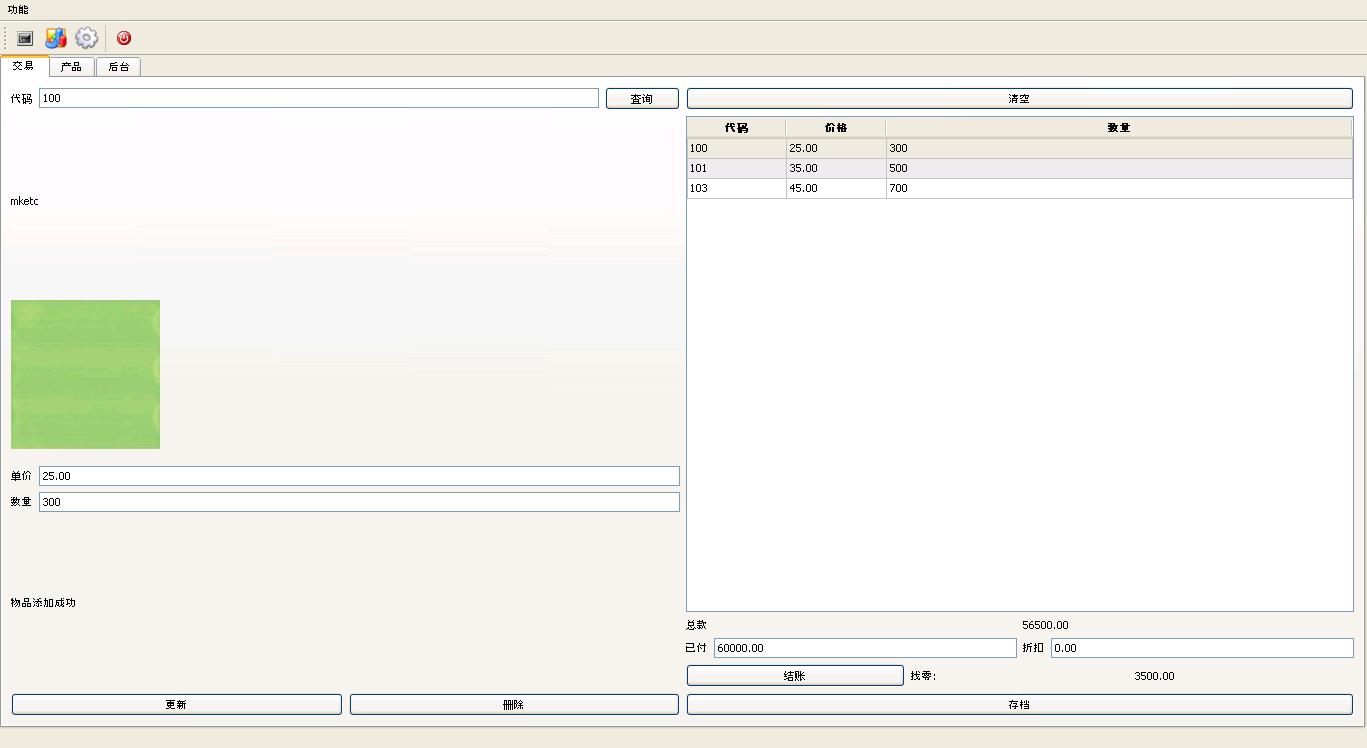 功能
交易 产品 后台
代码 100 查询 清空
代码 价格 数量
100 25.00 300
101 35.00 500
103 45.00 700
mketc
单价 25.00
数量 300
物品添加成功
总款 56500.00
已付 60000.00 折扣 0.00
结账 找零: 3500.00
更新 删除 存档